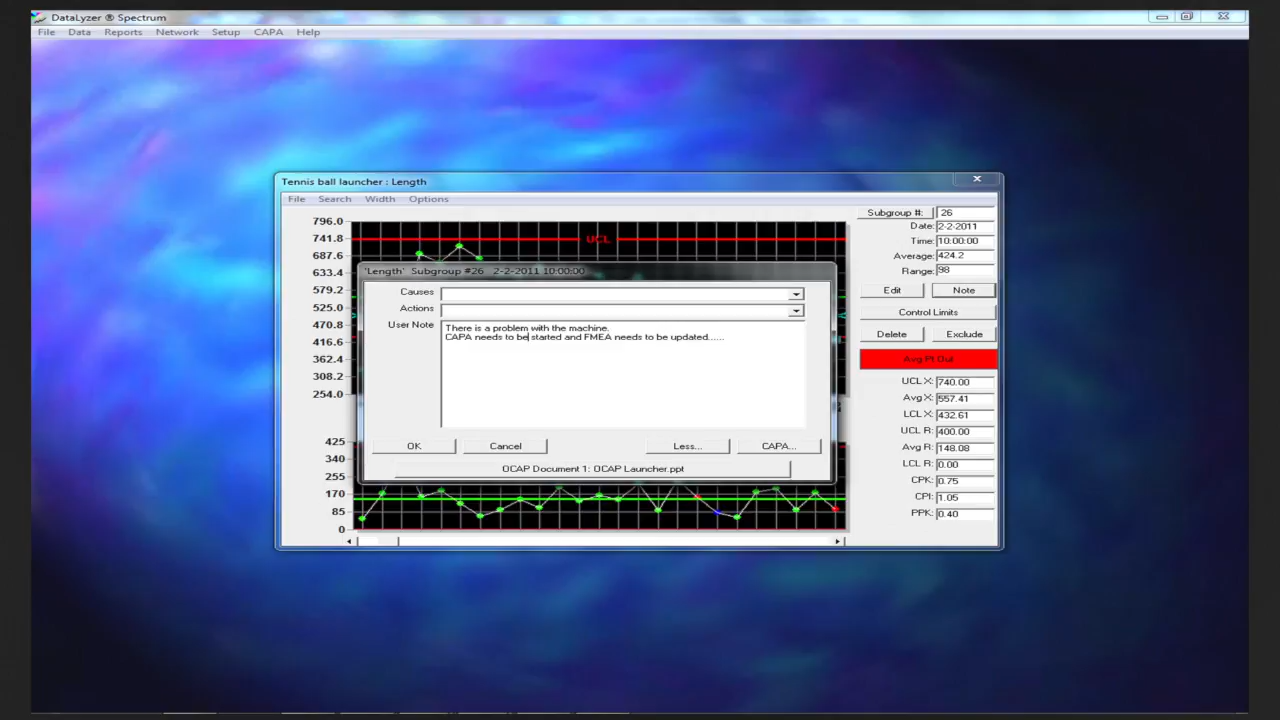 DataLyzer ® Spectrum
File Data Reports Network Setup CAPA Help
Tennis ball launcher : Length
File Search Width Options
796.0
741.8
687.6
633.4
579.2
525.0
470.8
416.6
362.4
308.2
254.0
UCL
425
340
255
170
85
0
'Length' Subgroup #26 2-2-2011 10:00:00
Causes
Actions
User Note
There is a problem with the machine.
CAPA needs to be started and FMEA needs to be updated......
OK Cancel Less... CAPA...
OCAP Document 1: OCAP Launcher.ppt
Subgroup #: 26
Date: 2-2-2011
Time: 10:00:00
Average: 424.2
Range: 98
Edit Note
Control Limits
Delete Exclude
Avg Pt Out
UCL X: 740.00
Avg X: 557.41
LCL X: 432.61
UCL R: 400.00
Avg R: 148.08
LCL R: 0.00
CPK: 0.75
CPI: 1.05
PPK: 0.40